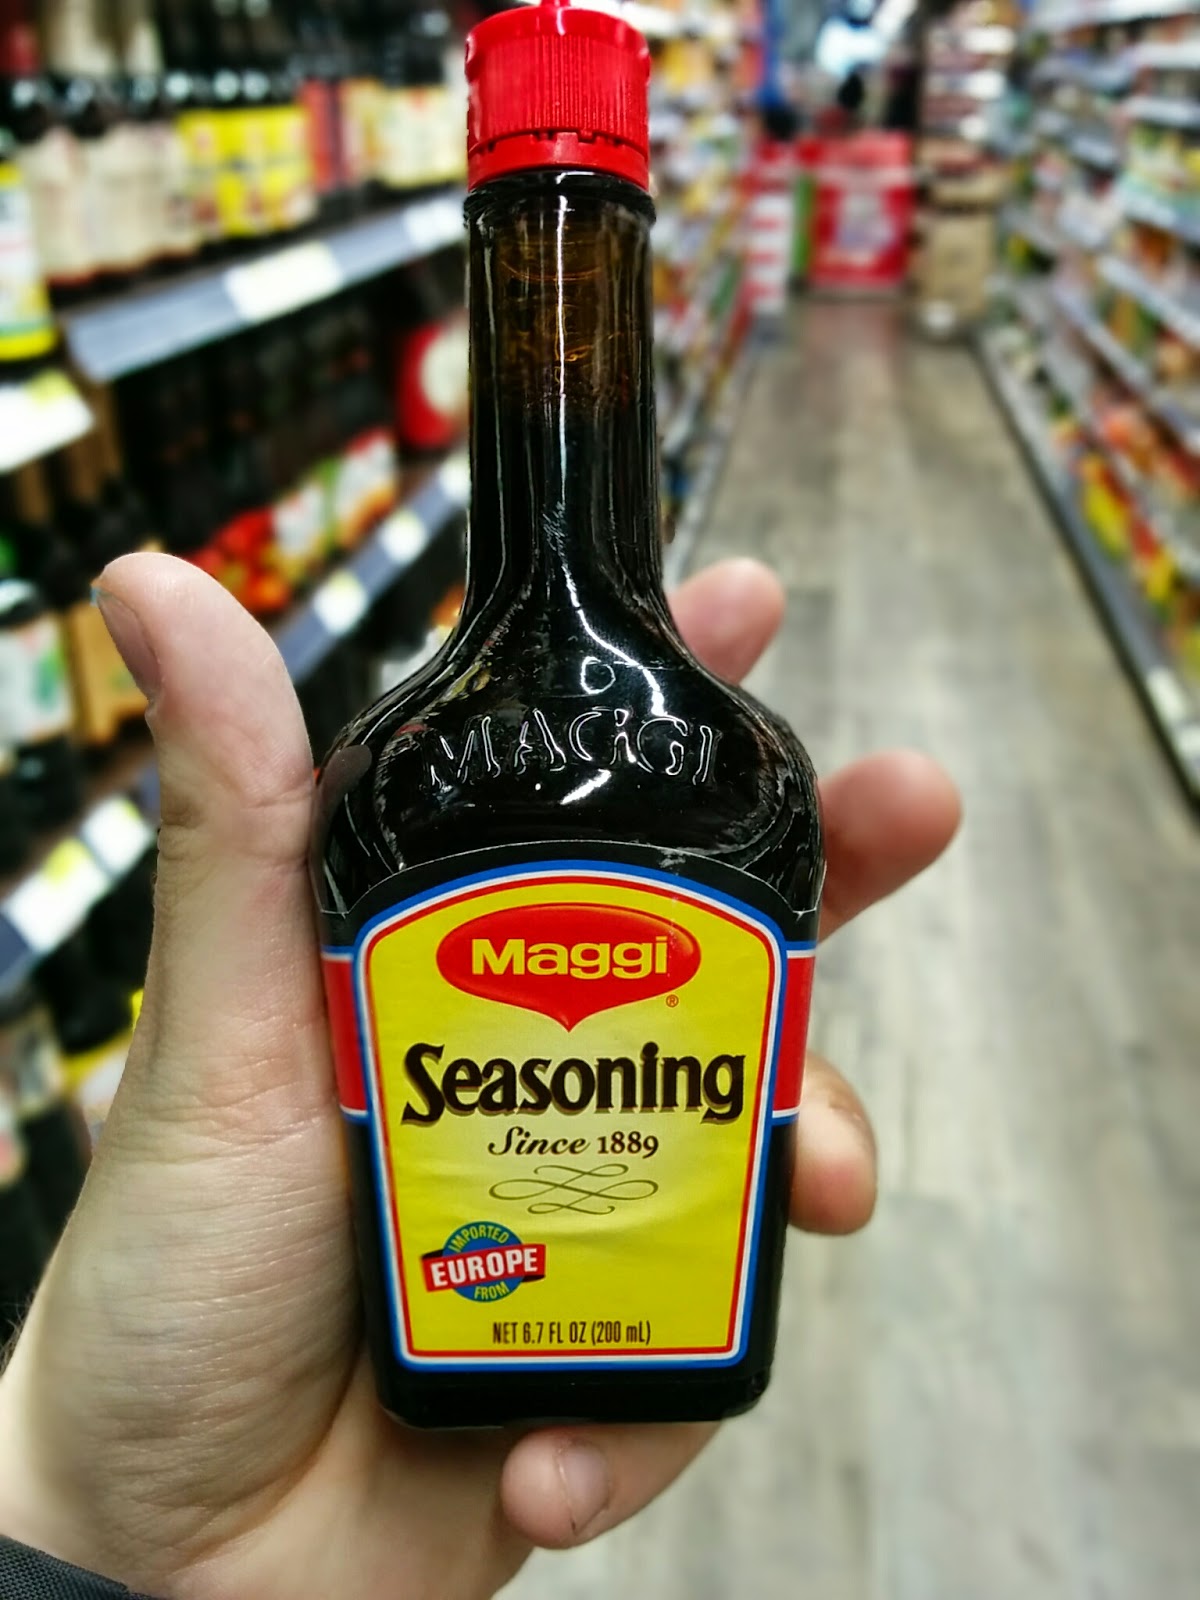 MAGGI
Maggi
®
Seasoning
Since 1889
IMPORTED
EUROPE
FROM
NET 6.7 FL OZ (200 mL)